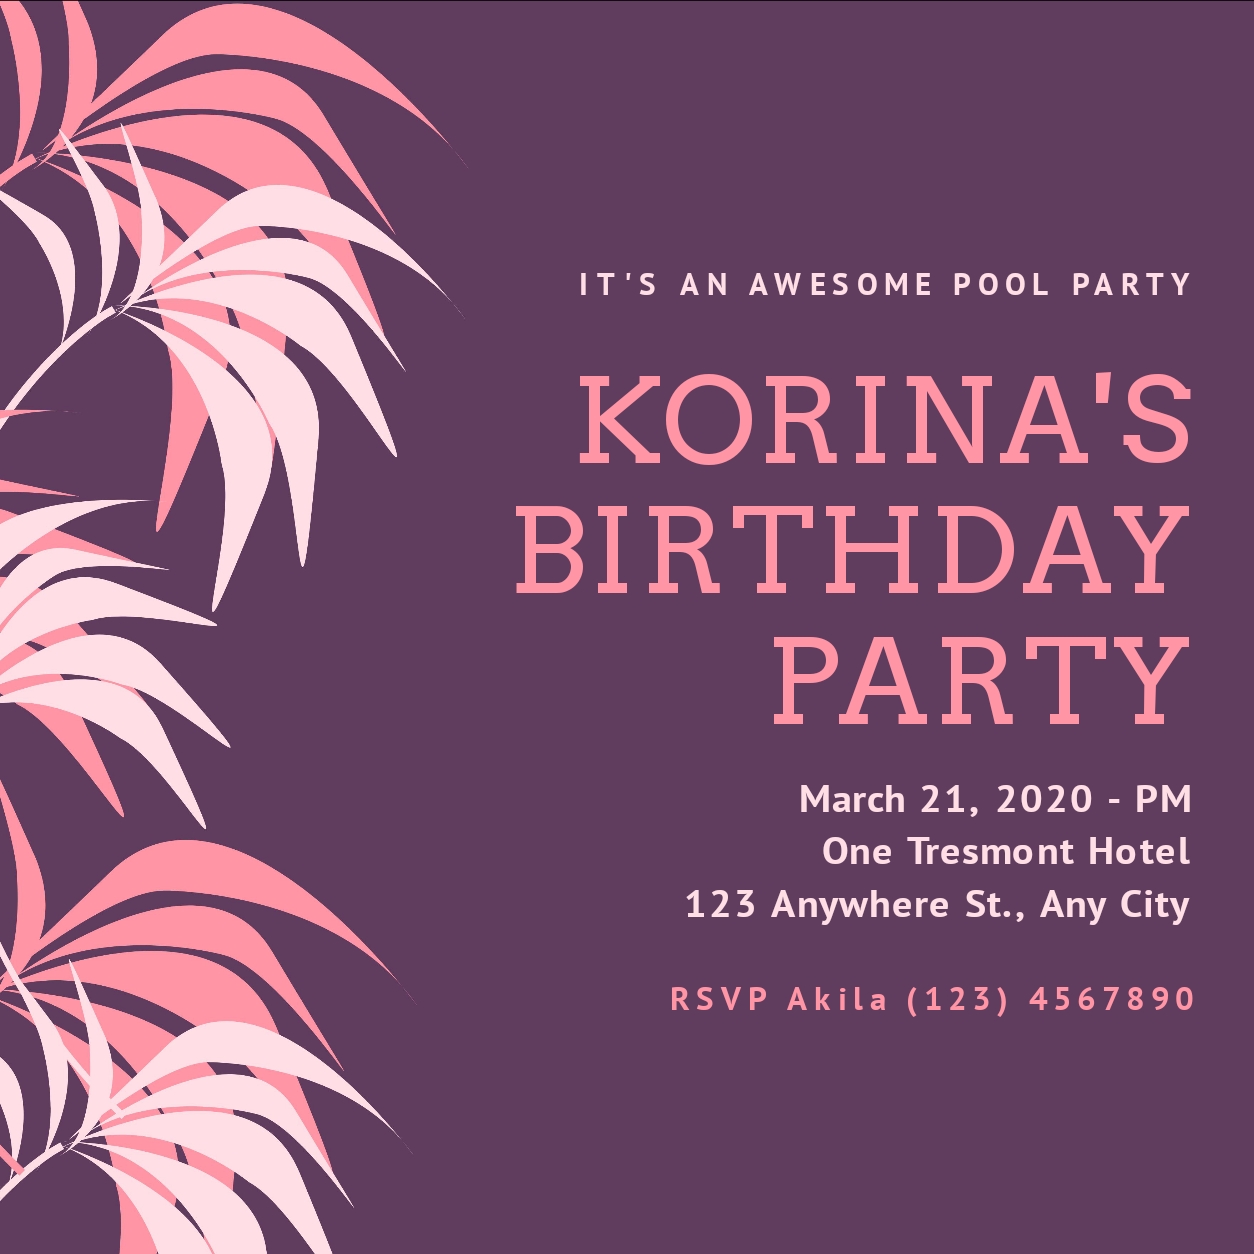 IT'S AN AWESOME POOL PARTY
KORINA'S
BIRTHDAY
PARTY
March 21, 2020 - PM
One Tresmont Hotel
123 Anywhere St., Any City
RSVP Akila (123) 4567890